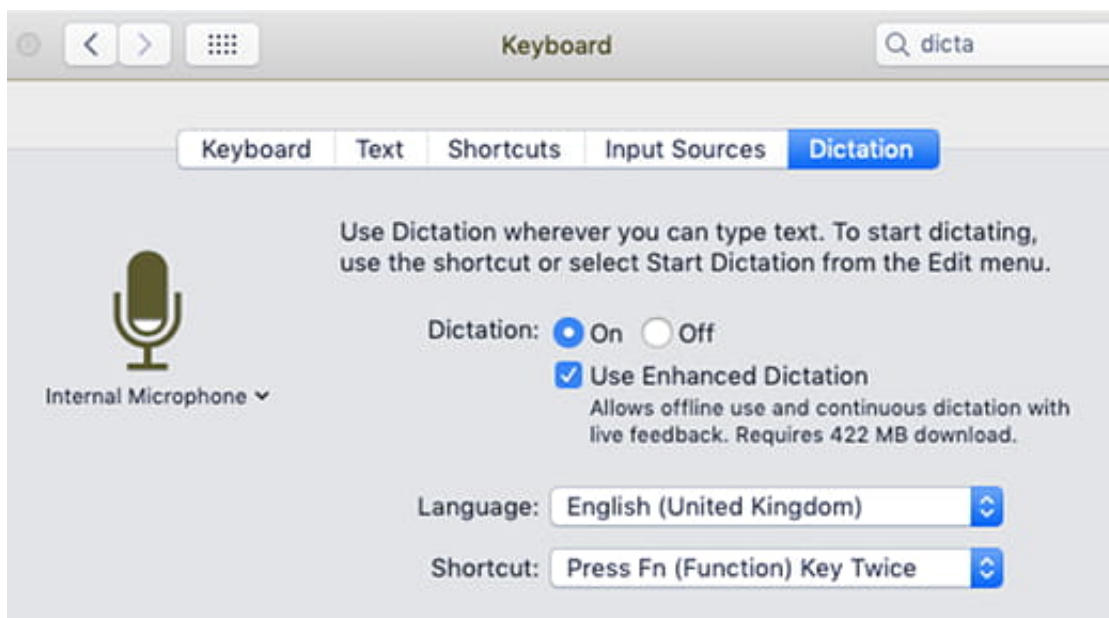 Keyboard
dicta
Keyboard Text Shortcuts Input Sources Dictation
Use Dictation wherever you can type text. To start dictating,
use the shortcut or select Start Dictation from the Edit menu.
Dictation: On Off
Internal Microphone
Use Enhanced Dictation
Allows offline use and continuous dictation with
live feedback. Requires 422 MB download.
Language: English (United Kingdom)
Shortcut: Press Fn (Function) Key Twice